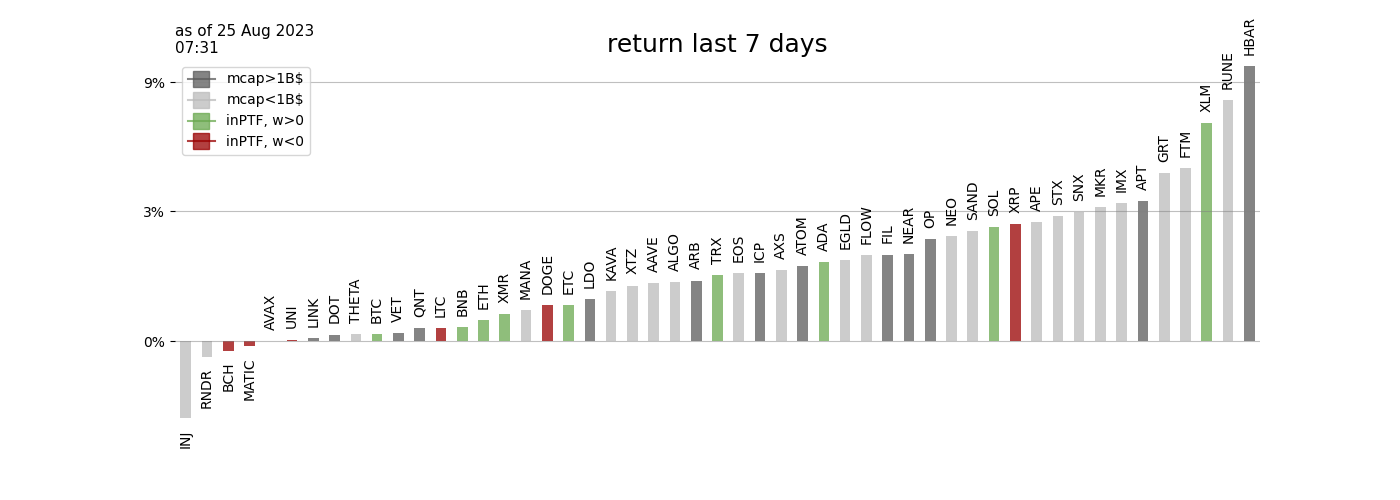 as of 25 Aug 2023
07:31
return last 7 days
mcap>1B$
mcap<1B$
inPTF, w>0
inPTF, w<0
9%
3%
0%
INJ
RNDR
BCH
MATIC
AVAX
UNI
LINK
DOT
THETA
BTC
VET
QNT
LTC
BNB
ETH
XMR
MANA
DOGE
ETC
LDO
KAVA
XTZ
AAVE
ALGO
ARB
TRX
EOS
ICP
AXS
ATOM
ADA
EGLD
FLOW
FIL
NEAR
OP
NEO
SAND
SOL
XRP
APE
STX
SNX
MKR
IMX
APT
GRT
FTM
XLM
RUNE
HBAR